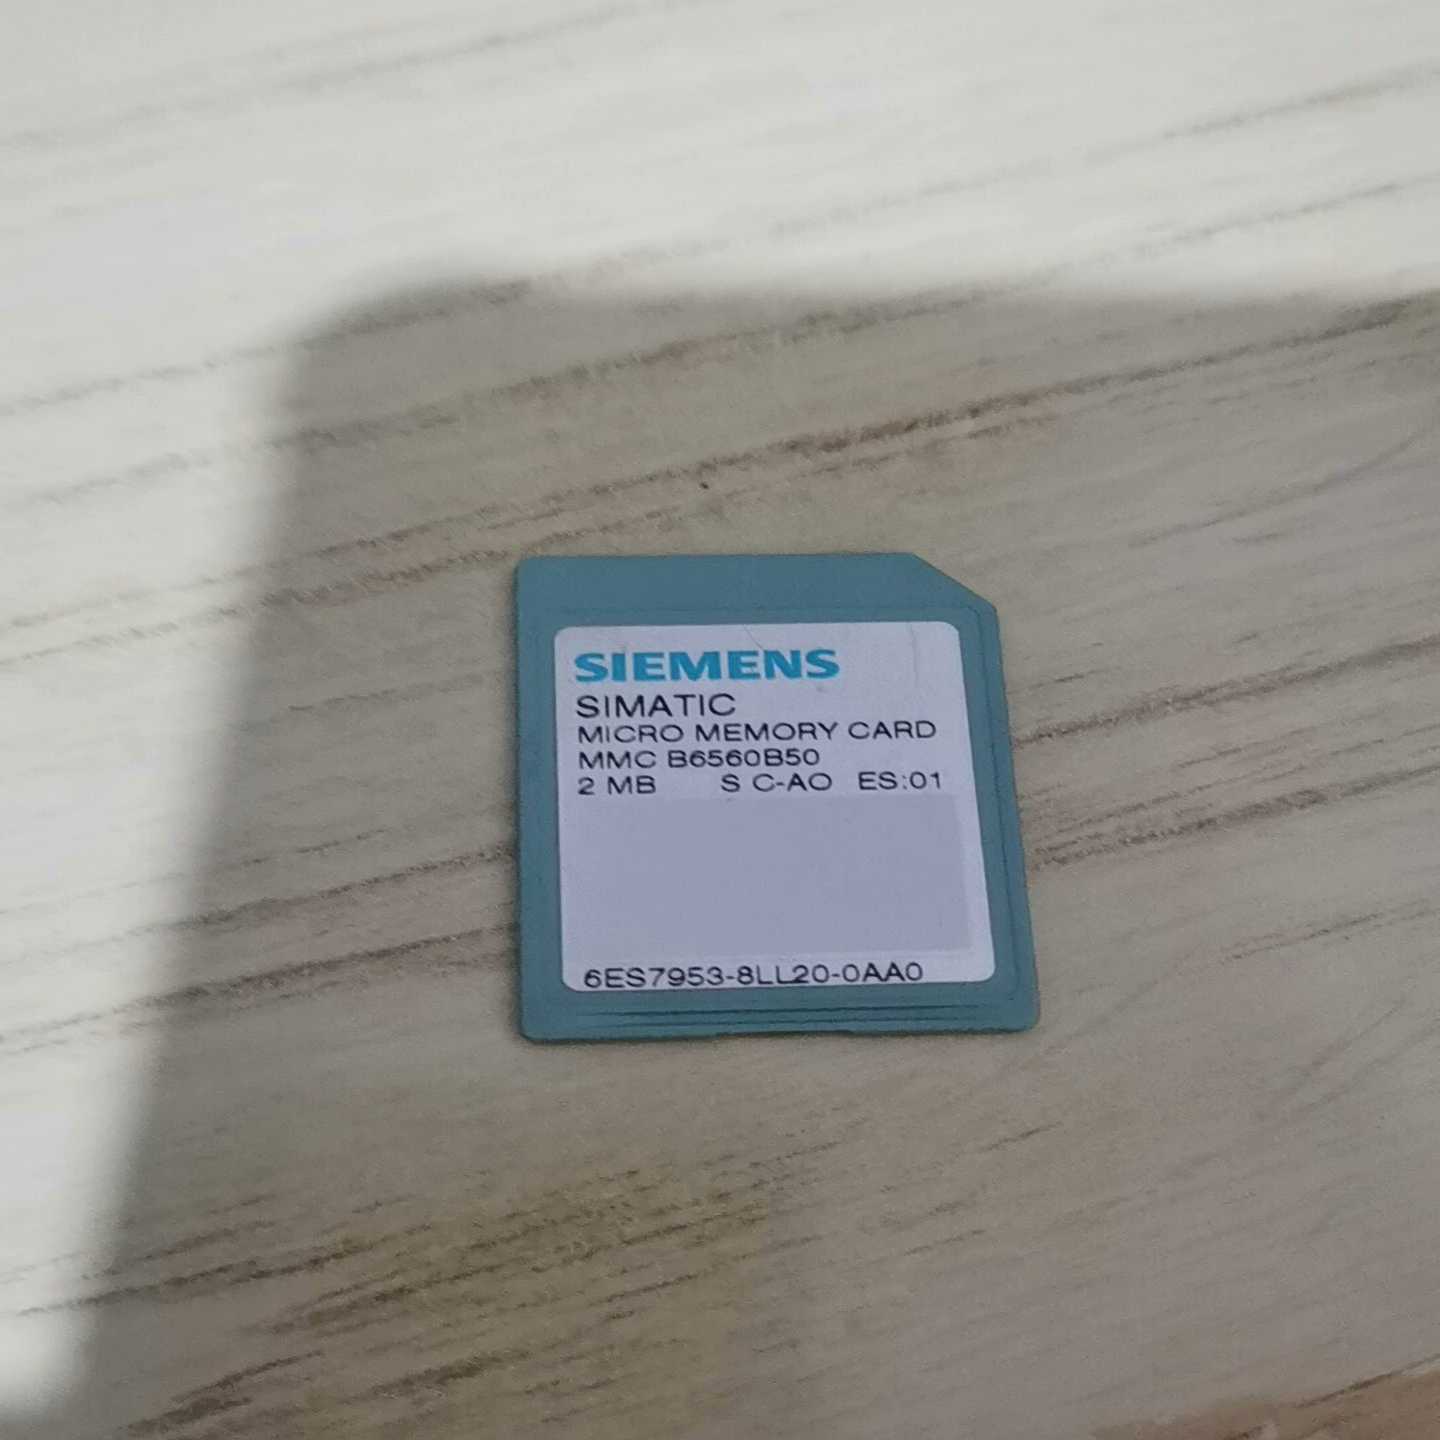 SIEMENS
SIMATIC
MICRO MEMORY CARD
MMC B6560B50
2 MB S C-AO ES:01
6ES7953-8LL20-0AA0